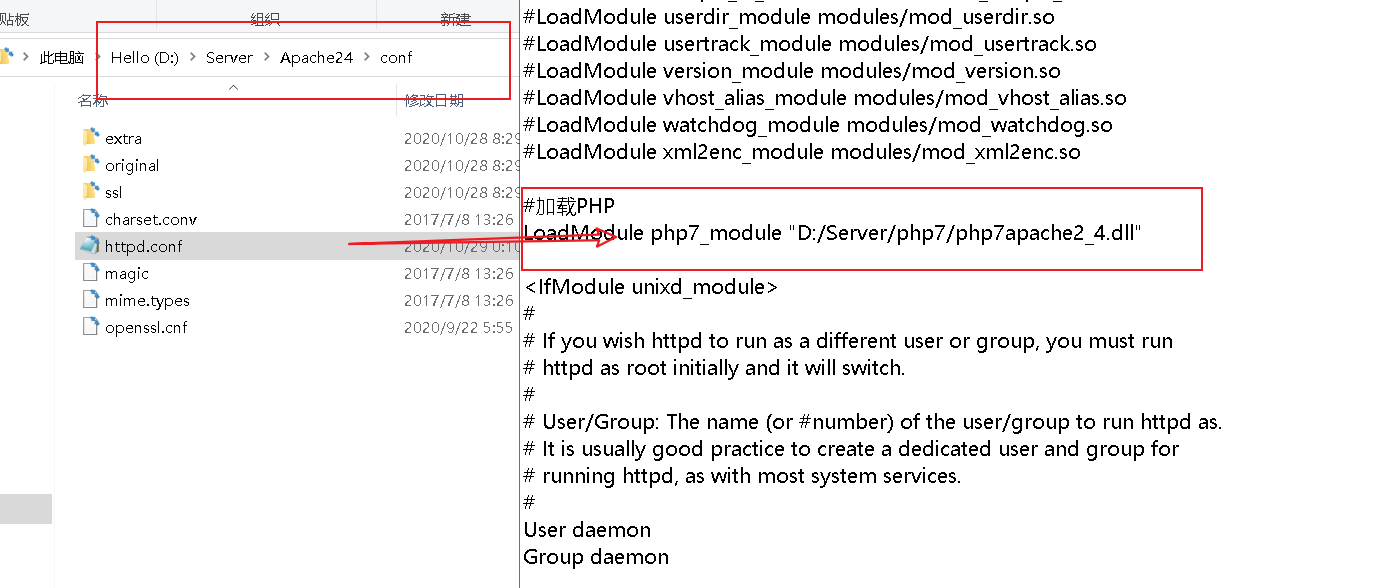 贴板
组织
新建
此电脑 > Hello (D:) > Server > Apache24 > conf
名称
修改日期
extra
2020/10/28 8:29
original
2020/10/28 8:29
ssl
2020/10/28 8:29
charset.conv
2017/7/8 13:26
httpd.conf
2020/10/29 0:10
magic
2017/7/8 13:26
mime.types
2017/7/8 13:26
openssl.cnf
2020/9/22 5:55
#LoadModule userdir_module modules/mod_userdir.so
#LoadModule usertrack_module modules/mod_usertrack.so
#LoadModule version_module modules/mod_version.so
#LoadModule vhost_alias_module modules/mod_vhost_alias.so
#LoadModule watchdog_module modules/mod_watchdog.so
#LoadModule xml2enc_module modules/mod_xml2enc.so
#加载PHP
LoadModule php7_module "D:/Server/php7/php7apache2_4.dll"
<IfModule unixd_module>
#
# If you wish httpd to run as a different user or group, you must run
# httpd as root initially and it will switch.
#
# User/Group: The name (or #number) of the user/group to run httpd as.
# It is usually good practice to create a dedicated user and group for
# running httpd, as with most system services.
#
User daemon
Group daemon